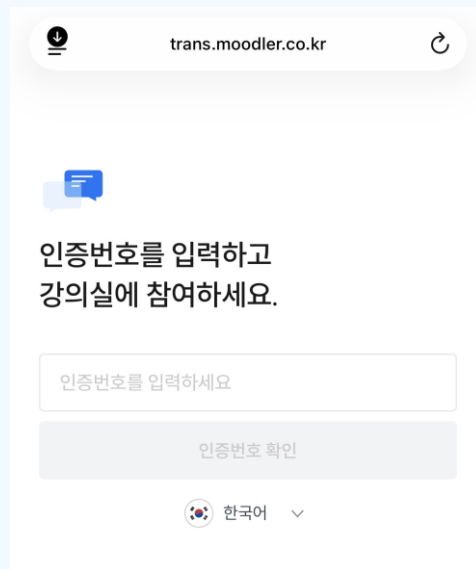 trans.moodler.co.kr
인증번호를 입력하고
강의실에 참여하세요.
인증번호를 입력하세요
인증번호 확인
한국어